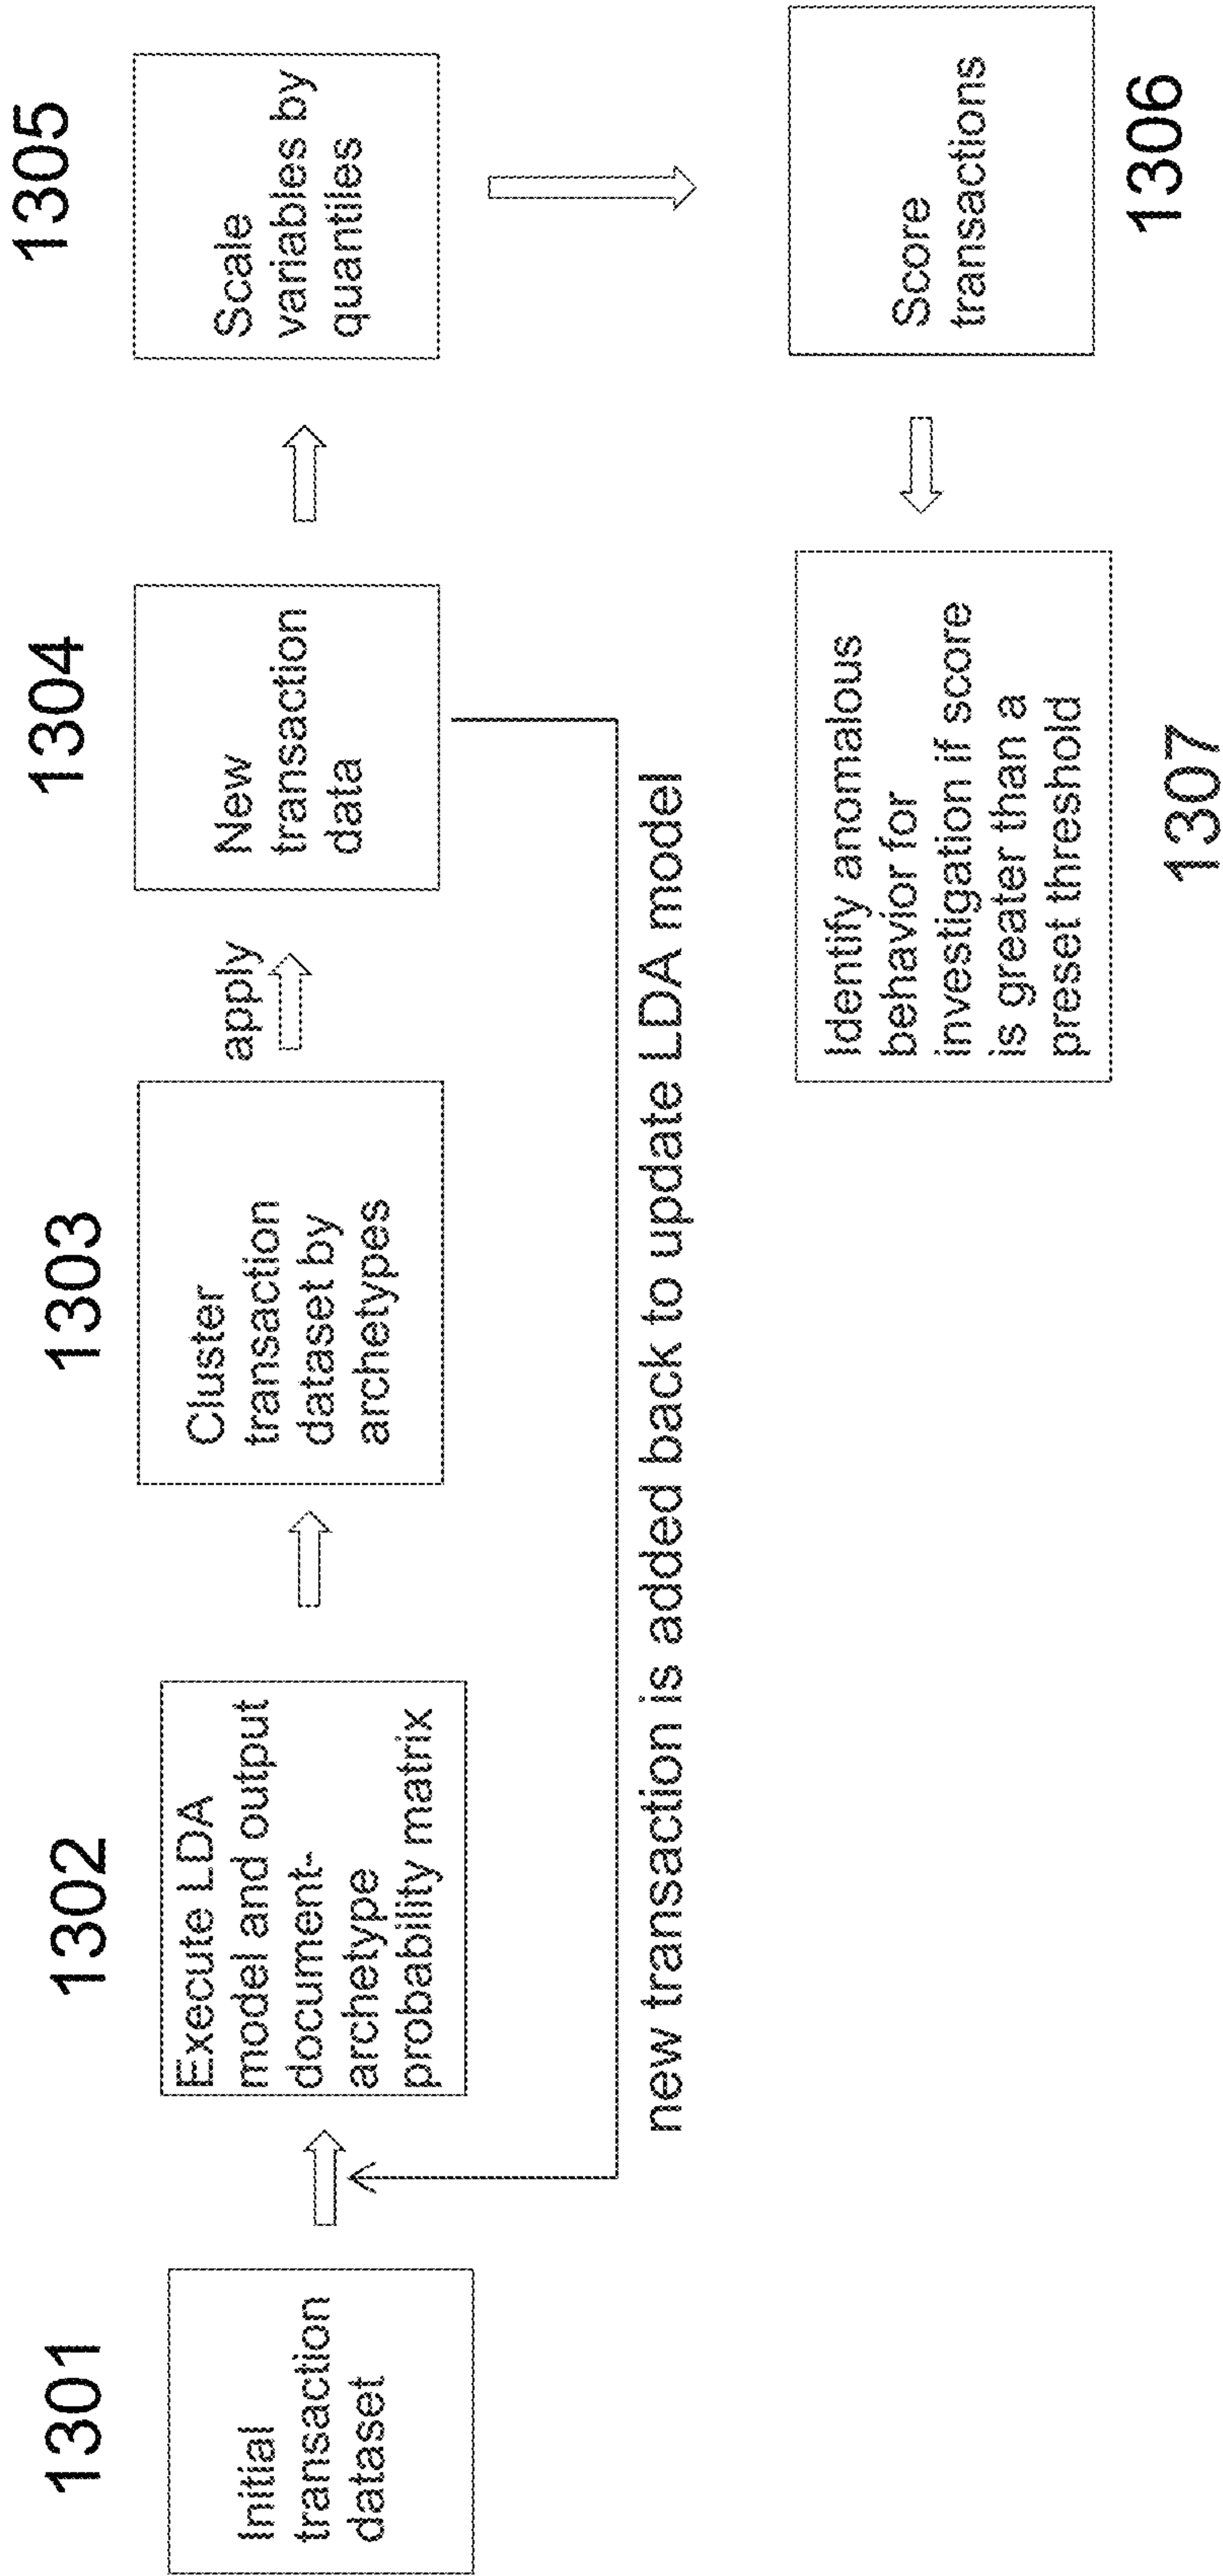 1301
Initial
transaction
dataset
1302
Execute LDA
model and output
document-
archetype
probability matrix
1303
Cluster
transaction
dataset by
archetypes
apply
1304
New
transaction
data
1305
Scale
variables by
quantiles
new transaction is added back to update LDA model
Score
transactions
1306
Identify anomalous
behavior for
investigation if score
is greater than a
preset threshold
1307